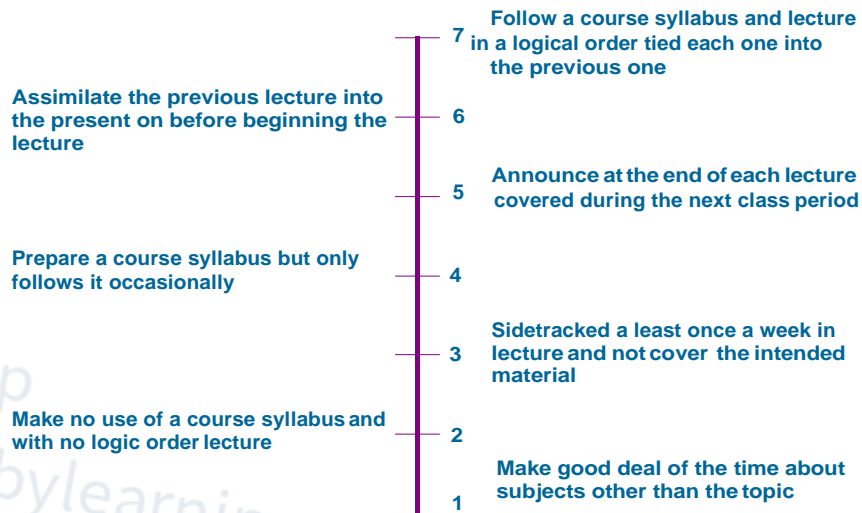 Follow a course syllabus and lecture
7 in a logical order tied each one into
the previous one
Assimilate the previous lecture into
the present on before beginning the
lecture
6
Announce at the end of each lecture
covered during the next class period
5
Prepare a course syllabus but only
follows it occasionally
4
Sidetracked a least once a week in
lecture and not cover the intended
material
3
Make no use of a course syllabus and
with no logic order lecture
2
Make good deal of the time about
subjects other than the topic
1